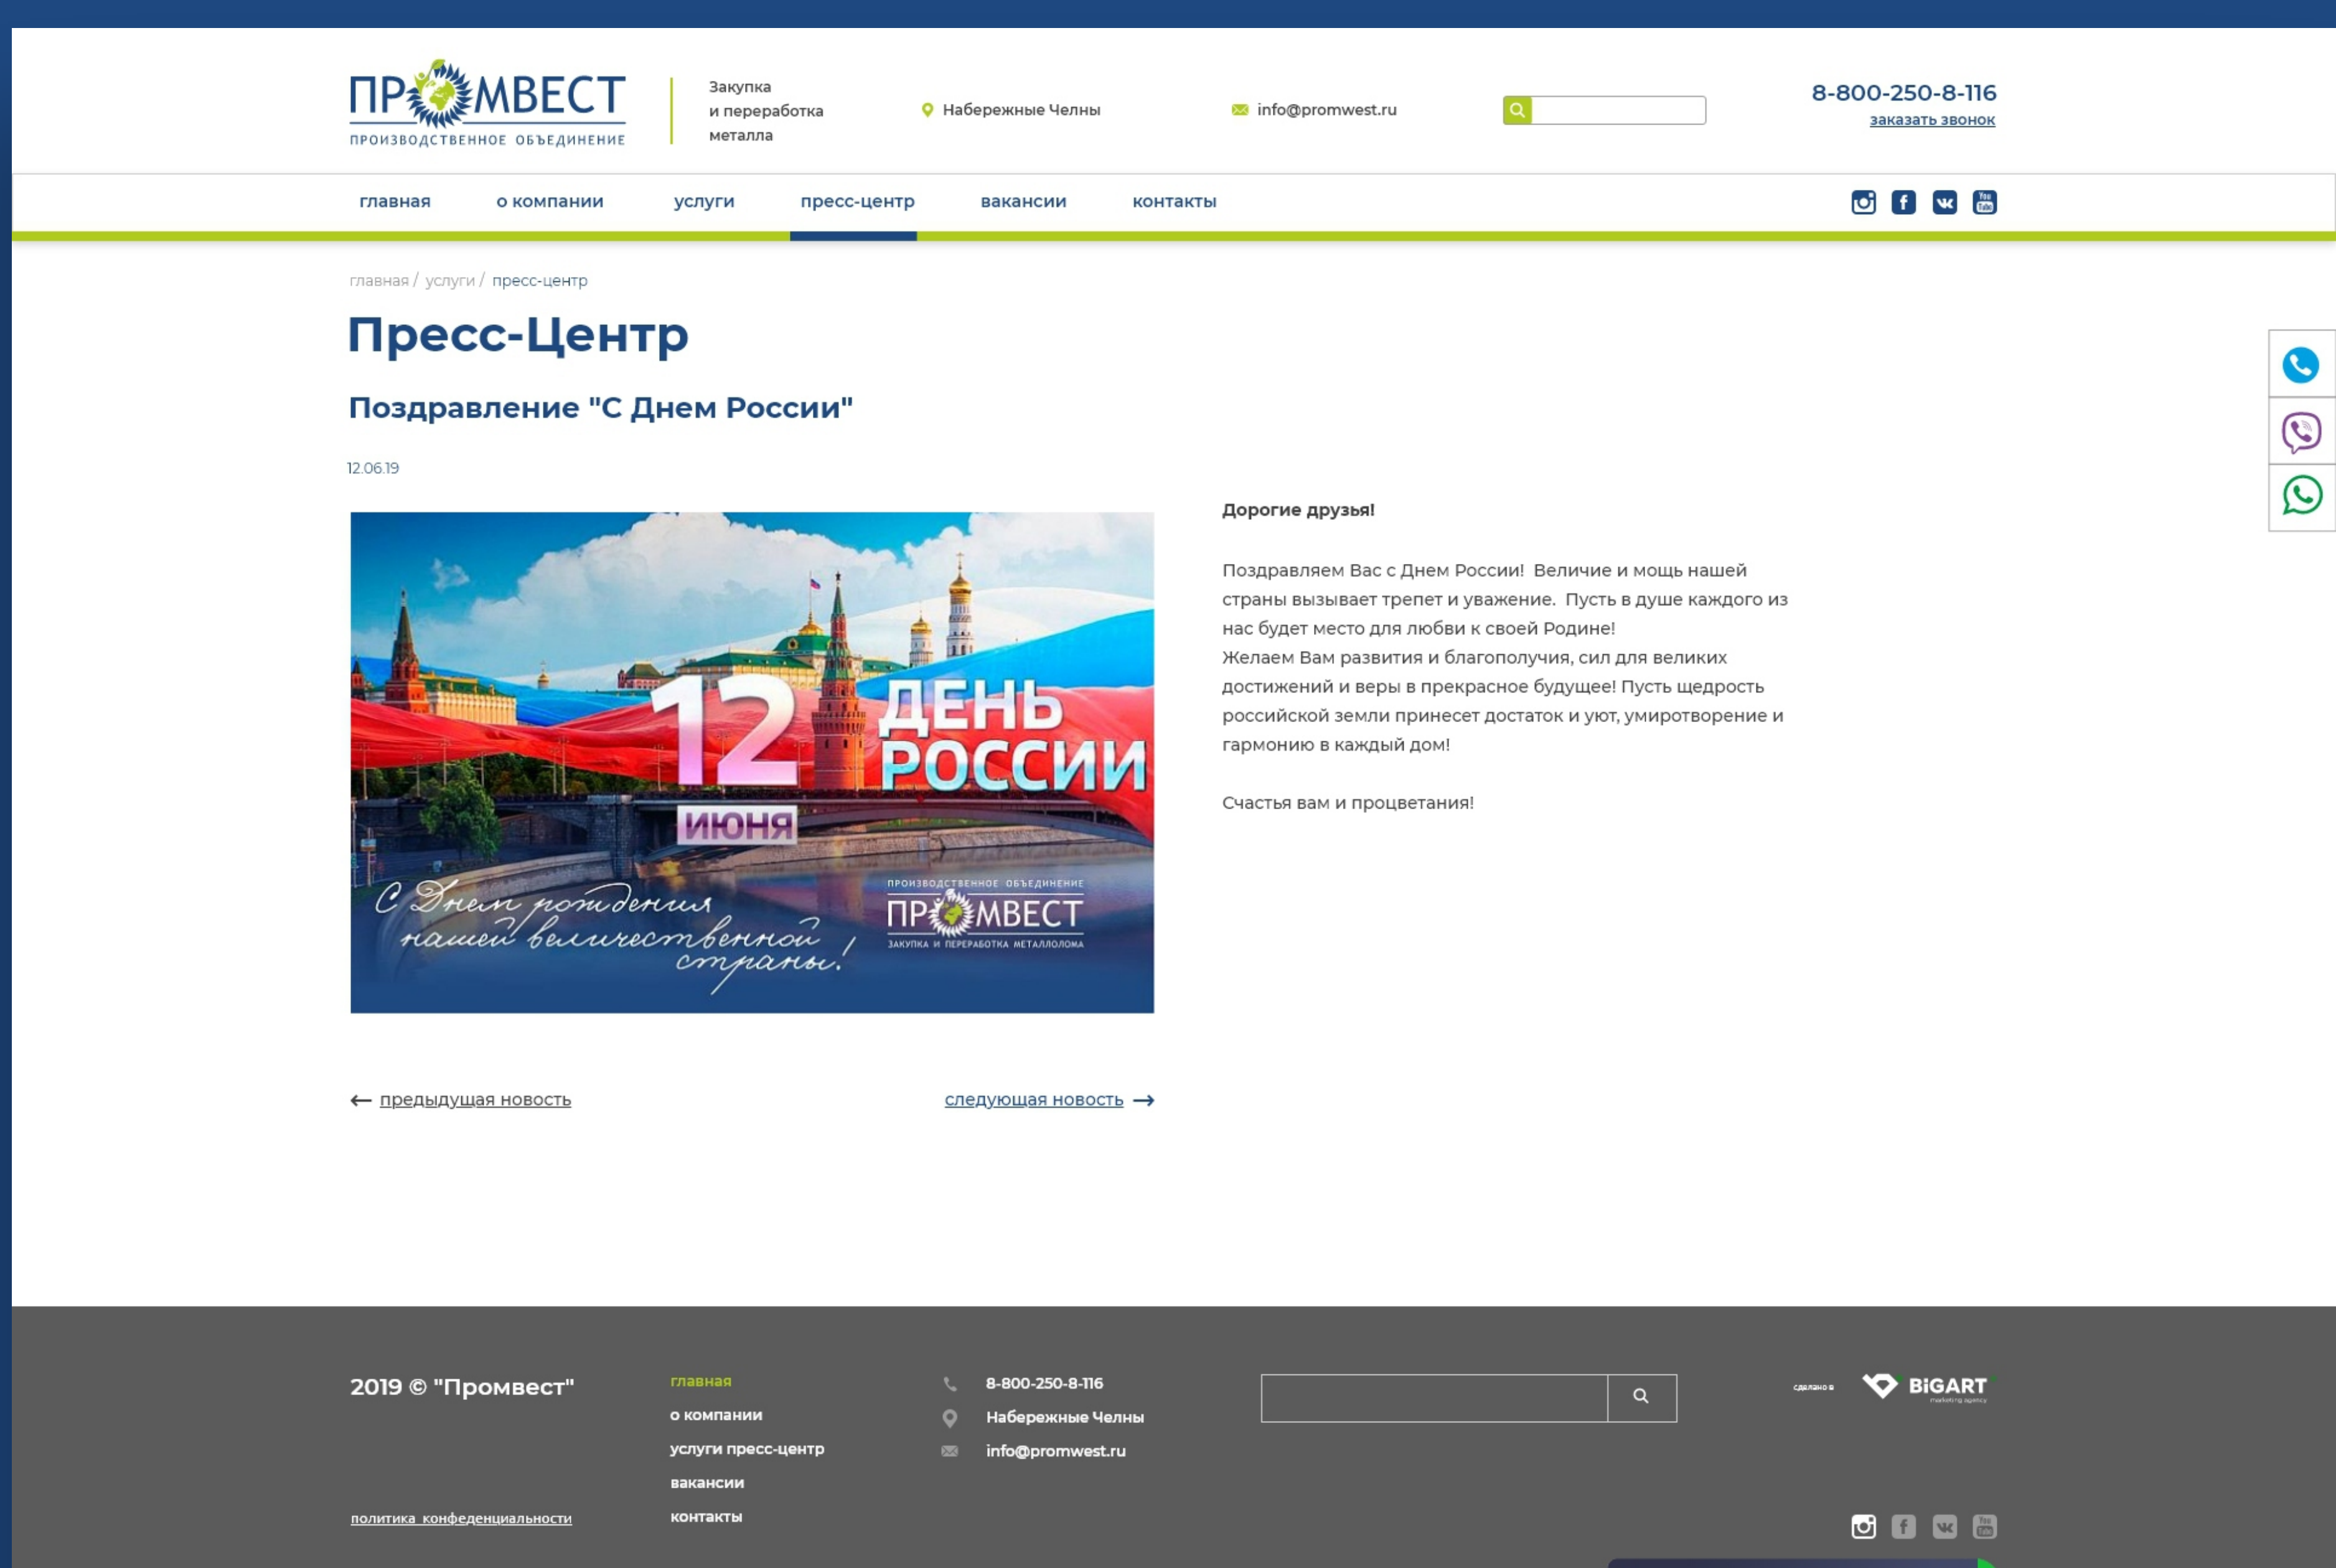 ПРОМВЕСТ
ПРОИЗВОДСТВЕННОЕ ОБЪЕДИНЕНИЕ
Закупка
и переработка
металла
Набережные Челны
info@promwest.ru
8-800-250-8-116
заказать звонок
главная
о компании
услуги
пресс-центр
вакансии
контакты
You
Tube
главная / услуги / пресс-центр
Пресс-Центр
Поздравление "С Днем России"
12.06.19
12
ИЮНЯ
ДЕНЬ
РОССИИ
С Днем рождения
нашей величественной
страны!
ПРОИЗВОДСТВЕННОЕ ОБЪЕДИНЕНИЕ
ПРОМВЕСТ
ЗАКУПКА И ПЕРЕРАБОТКА МЕТАЛЛОЛОМА
Дорогие друзья!
Поздравляем Вас с Днем России! Величие и мощь нашей
страны вызывает трепет и уважение. Пусть в душе каждого из
нас будет место для любви к своей Родине!
Желаем Вам развития и благополучия, сил для великих
достижений и веры в прекрасное будущее! Пусть щедрость
российской земли принесет достаток и уют, умиротворение и
гармонию в каждый дом!
Счастья вам и процветания!
предыдущая новость
следующая новость
2019 © "Промвест"
политика конфеденциальности
главная
о компании
услуги пресс-центр
вакансии
контакты
8-800-250-8-116
Набережные Челны
info@promwest.ru
сделано в
BiGART
marketing agency
You
Tube